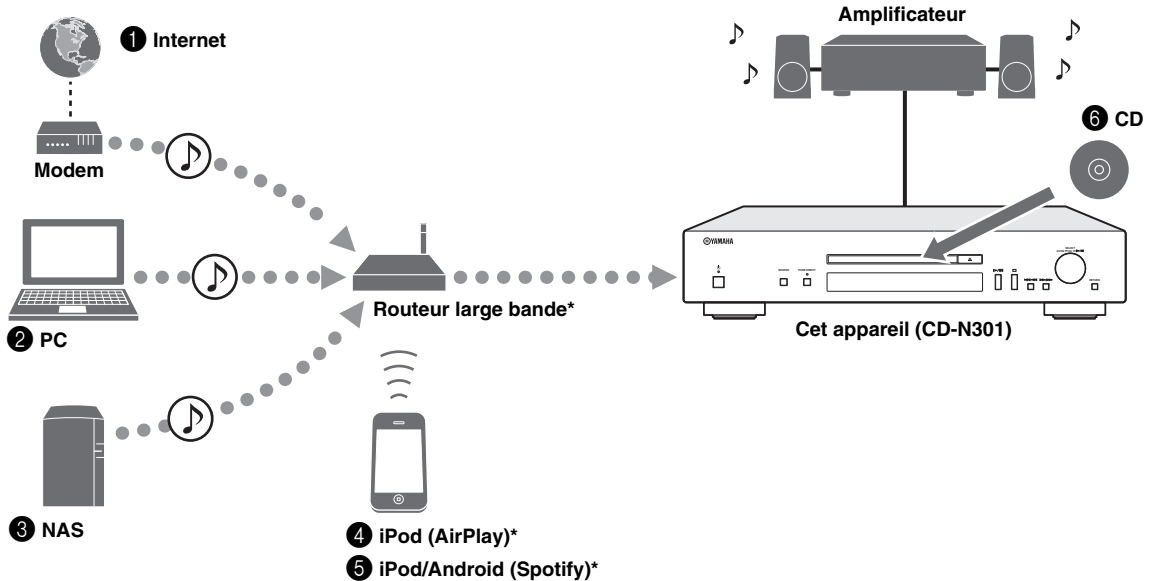 Amplificateur
❶ Internet
❻ CD
Modem
YAMAHA
Routeur large bande*
Cet appareil (CD-N301)
❷ PC
❸ NAS
❹ iPod (AirPlay)*
❺ iPod/Android (Spotify)*